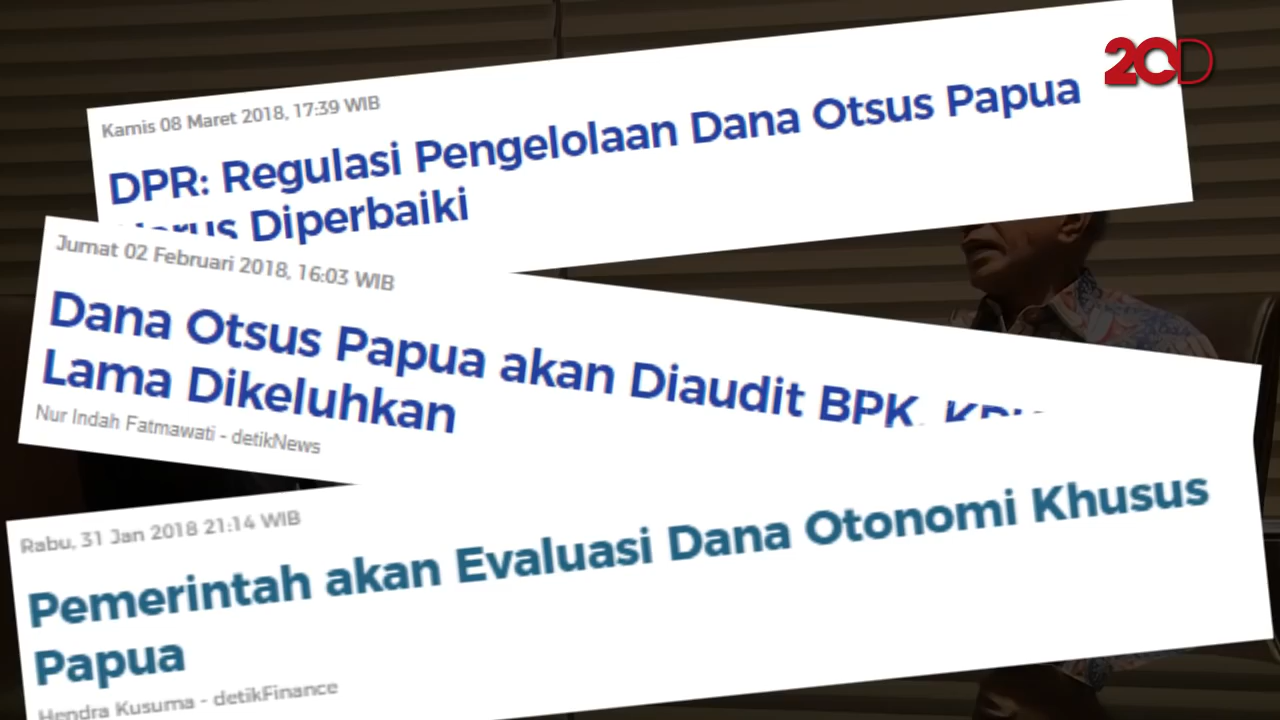 20D
Kamis 08 Maret 2018, 17:39 WIB
DPR: Regulasi Pengelolaan Dana Otsus Papua
Diperbaiki
Jumat 02 Februari 2018, 16:03 WIB
Dana Otsus Papua akan Diaudit BPK,
Lama Dikeluhkan
Nur Indah Fatmawati - detikNews
Rabu, 31 Jan 2018 21:14 WIB
Pemerintah akan Evaluasi Dana Otonomi Khusus
Papua
Hendra Kusuma - detikFinance